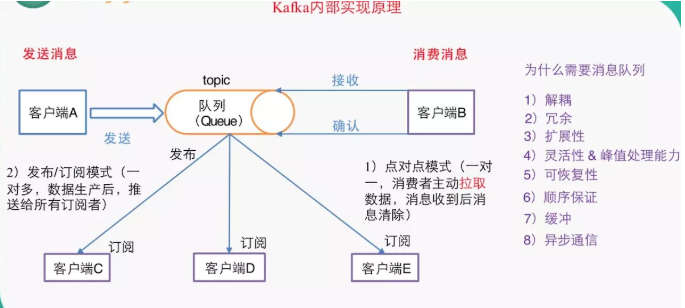 Kafka内部实现原理
发送消息
消费消息
topic
队列
（Queue）
客户端A
发送
接收
确认
客户端B
为什么需要消息队列
1）解耦
2）冗余
3）扩展性
4）灵活性 & 峰值处理能力
5）可恢复性
6）顺序保证
7）缓冲
8）异步通信
发布
2）发布/订阅模式（一
对多，数据生产后，推
送给所有订阅者）
1）点对点模式（一对
一，消费者主动拉取
数据，消息收到后消
息清除）
订阅
订阅
订阅
客户端C
客户端D
客户端E